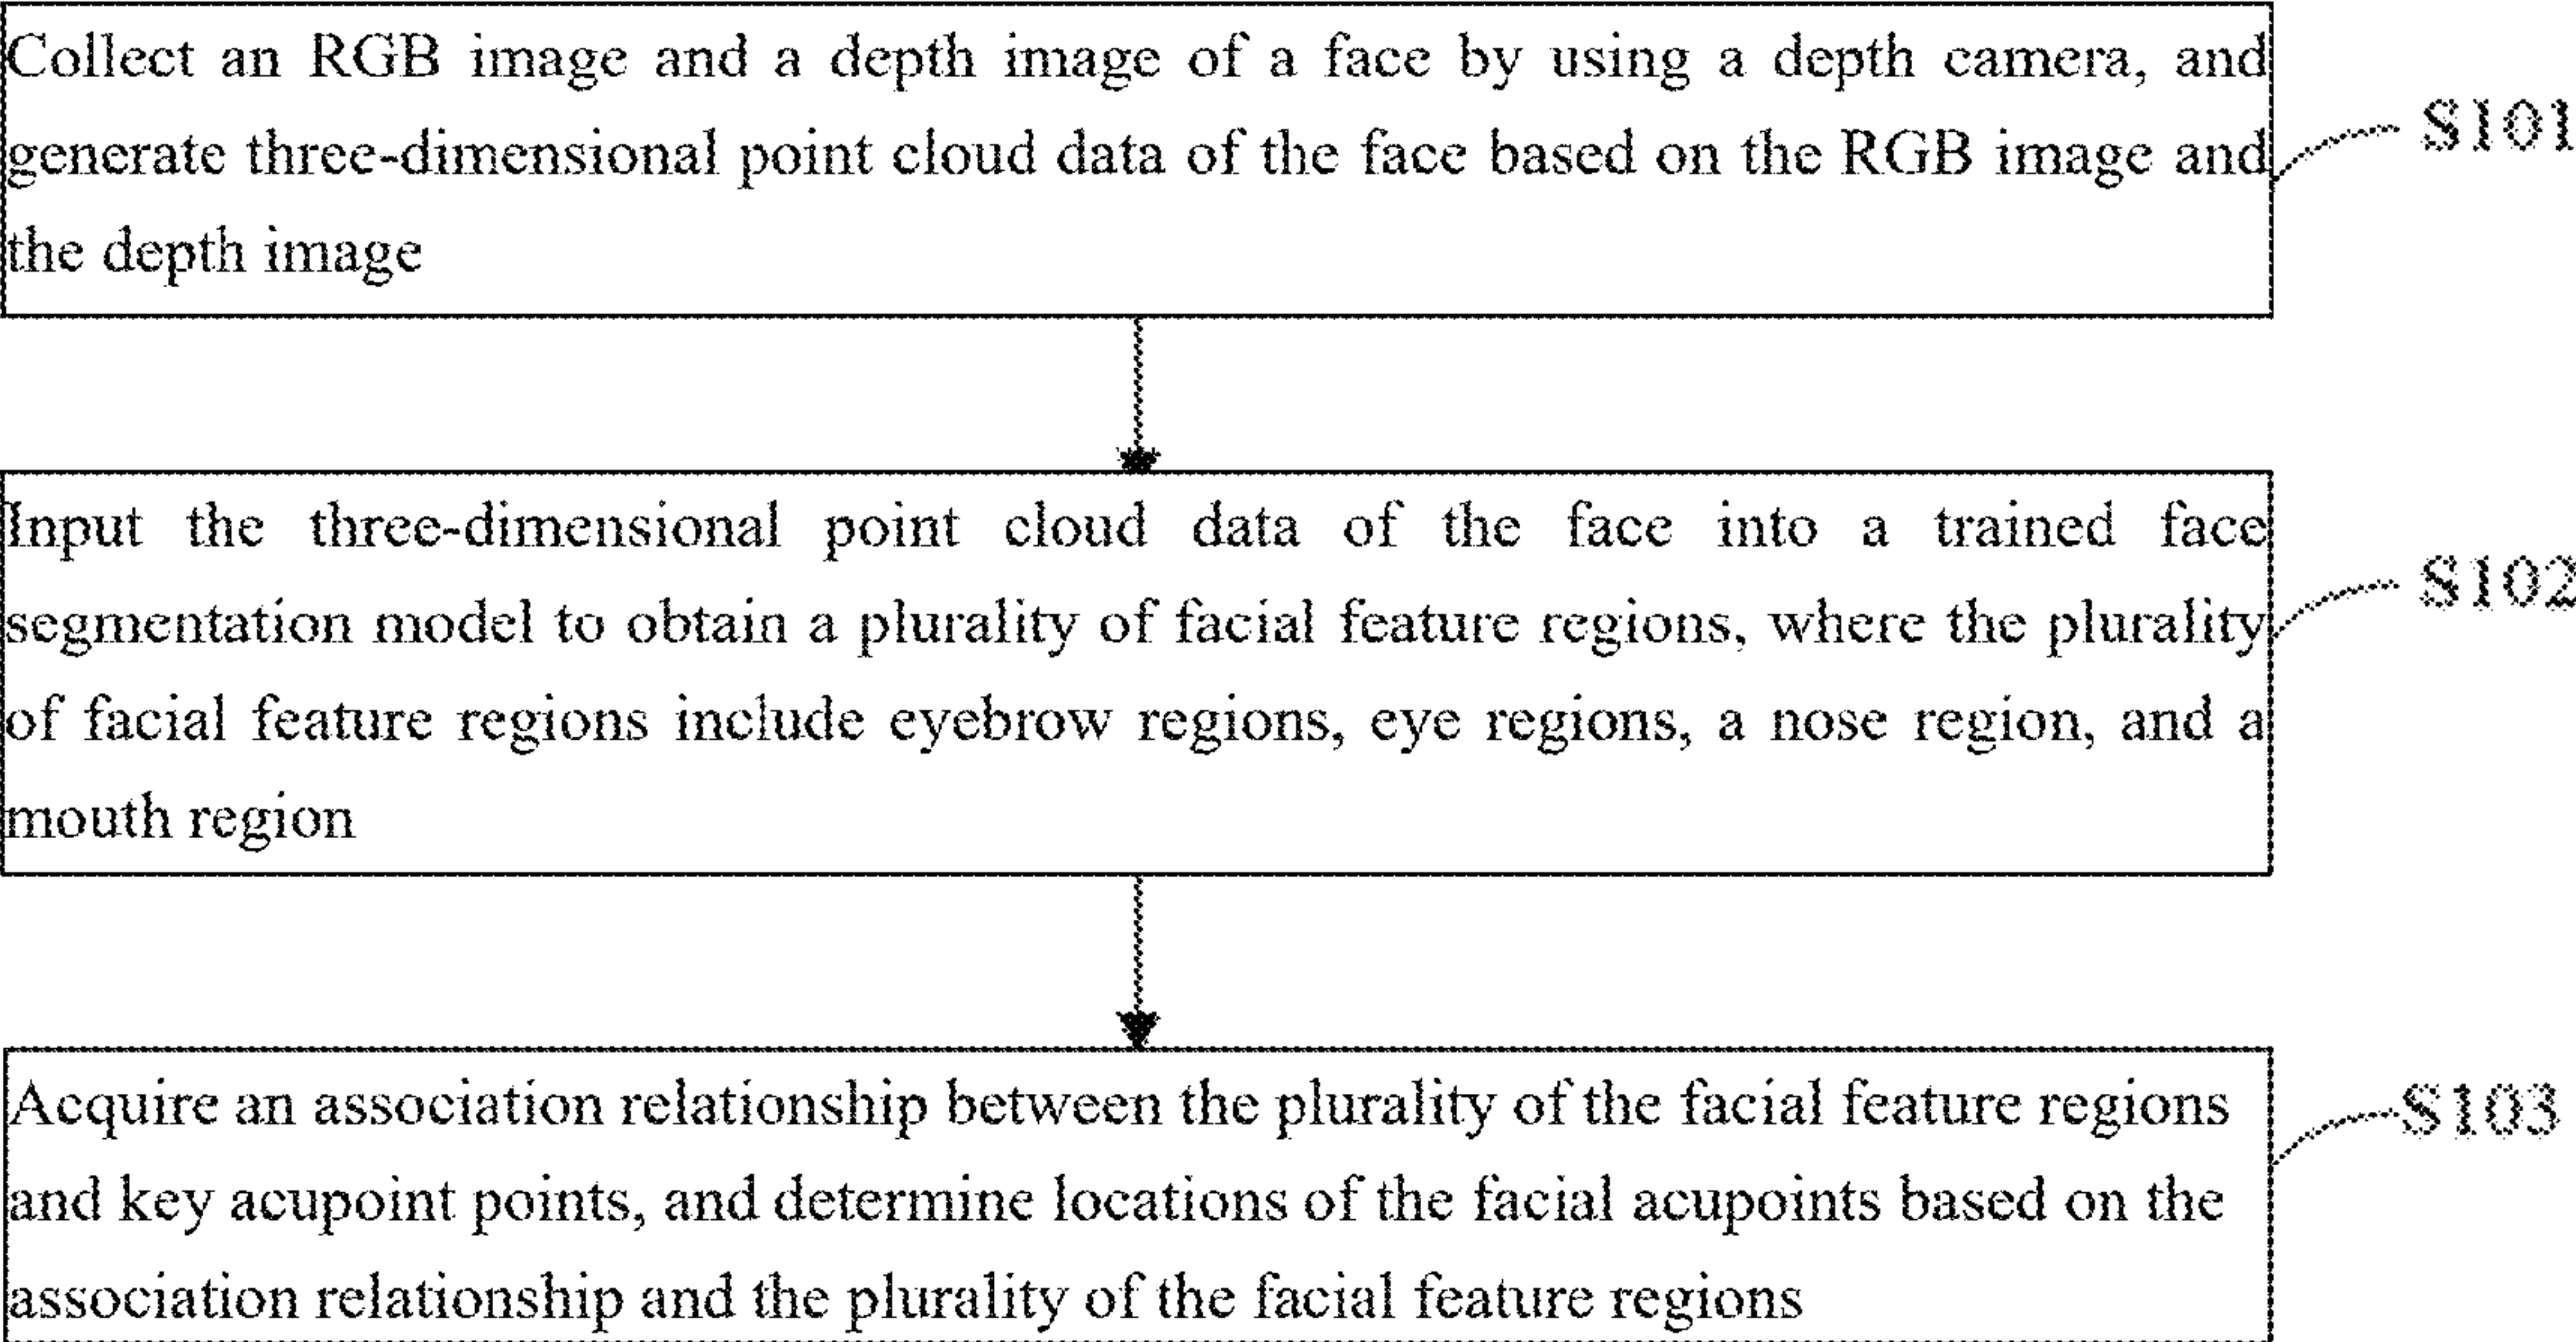 Collect an RGB image and a depth image of a face by using a depth camera, and
generate three-dimensional point cloud data of the face based on the RGB image and
the depth image
S101
Input the three-dimensional point cloud data of the face into a trained face
segmentation model to obtain a plurality of facial feature regions, where the plurality
of facial feature regions include eyebrow regions, eye regions, a nose region, and a
mouth region
S102
Acquire an association relationship between the plurality of the facial feature regions
and key acupoint points, and determine locations of the facial acupoints based on the
association relationship and the plurality of the facial feature regions
S103